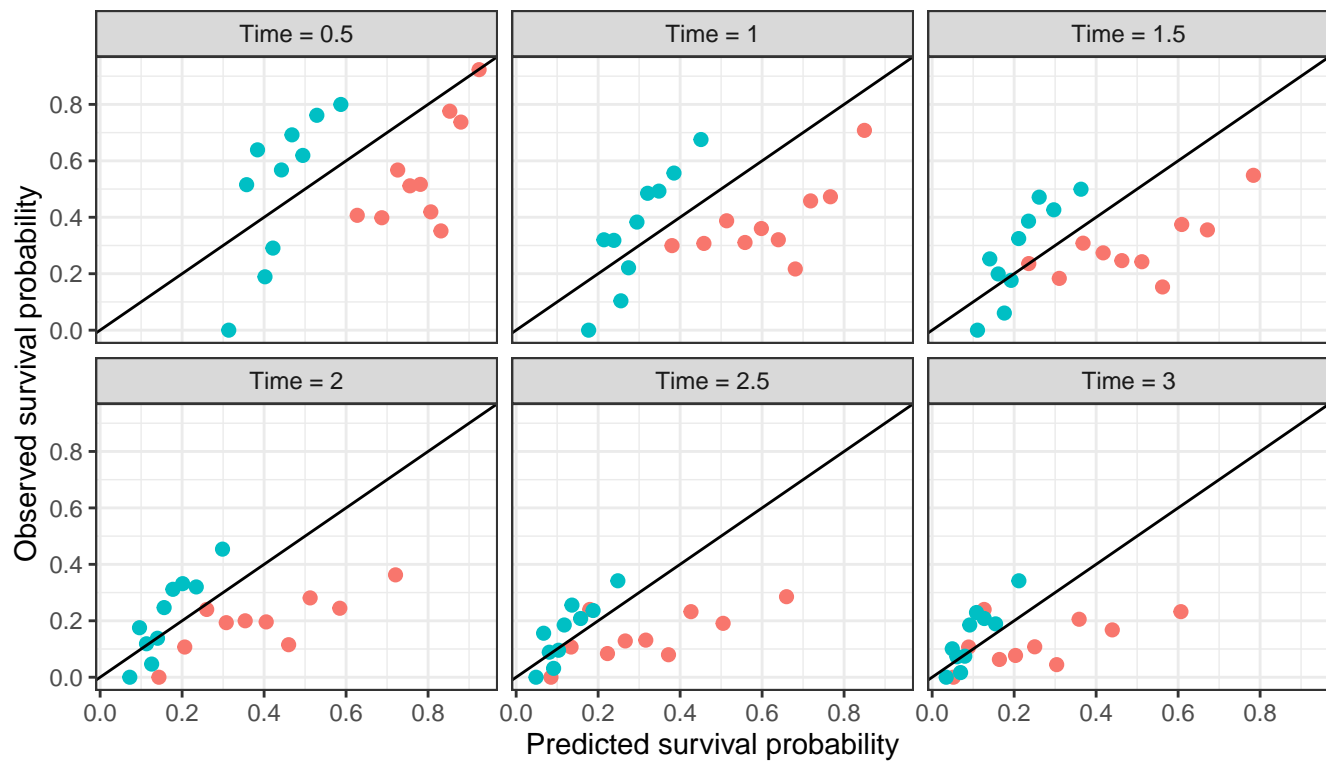 Time = 0.5 Time = 1 Time = 1.5
0.8
0.6
0.4
0.2
0.0
Time = 2 Time = 2.5 Time = 3
0.8
0.6
0.4
0.2
0.0
0.0 0.2 0.4 0.6 0.8 0.0 0.2 0.4 0.6 0.8 0.0 0.2 0.4 0.6 0.8
Predicted survival probability
Observed survival probability